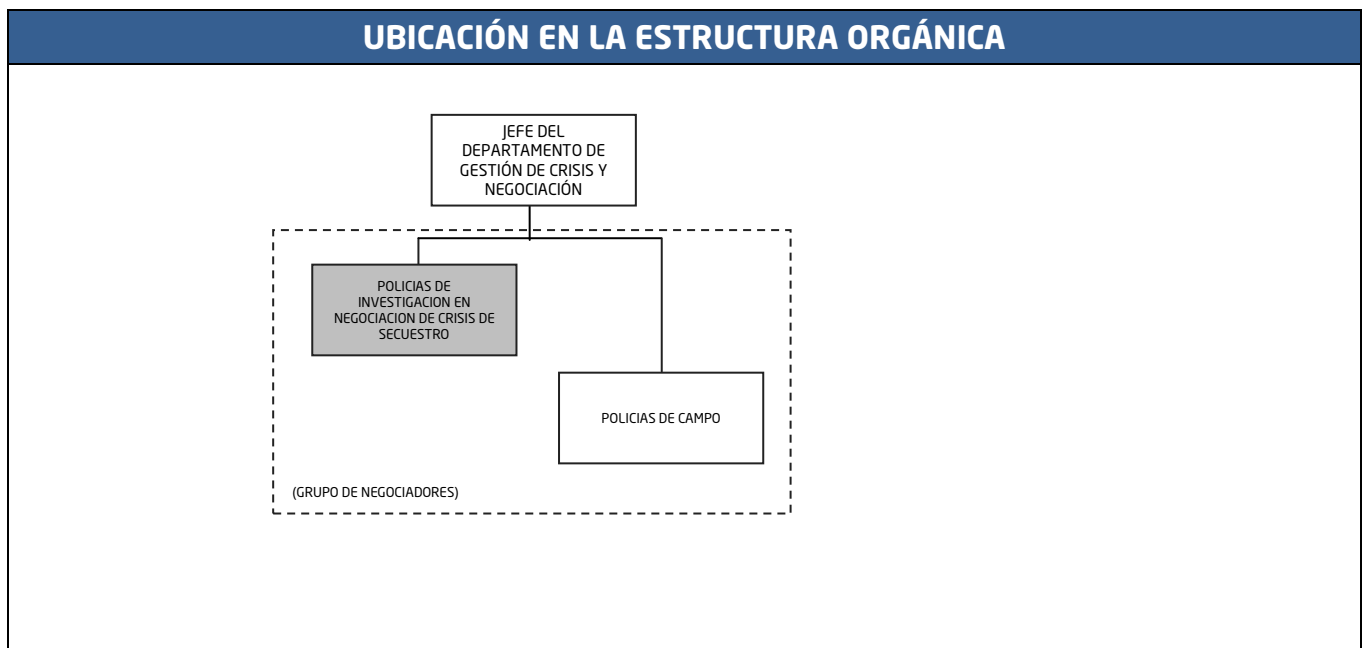 UBICACIÓN EN LA ESTRUCTURA ORGÁNICA
JEFE DEL
DEPARTAMENTO DE
GESTIÓN DE CRISIS Y
NEGOCIACIÓN
POLICIAS DE
INVESTIGACION EN
NEGOCIACION DE CRISIS DE
SECUESTRO
POLICIAS DE CAMPO
(GRUPO DE NEGOCIADORES)